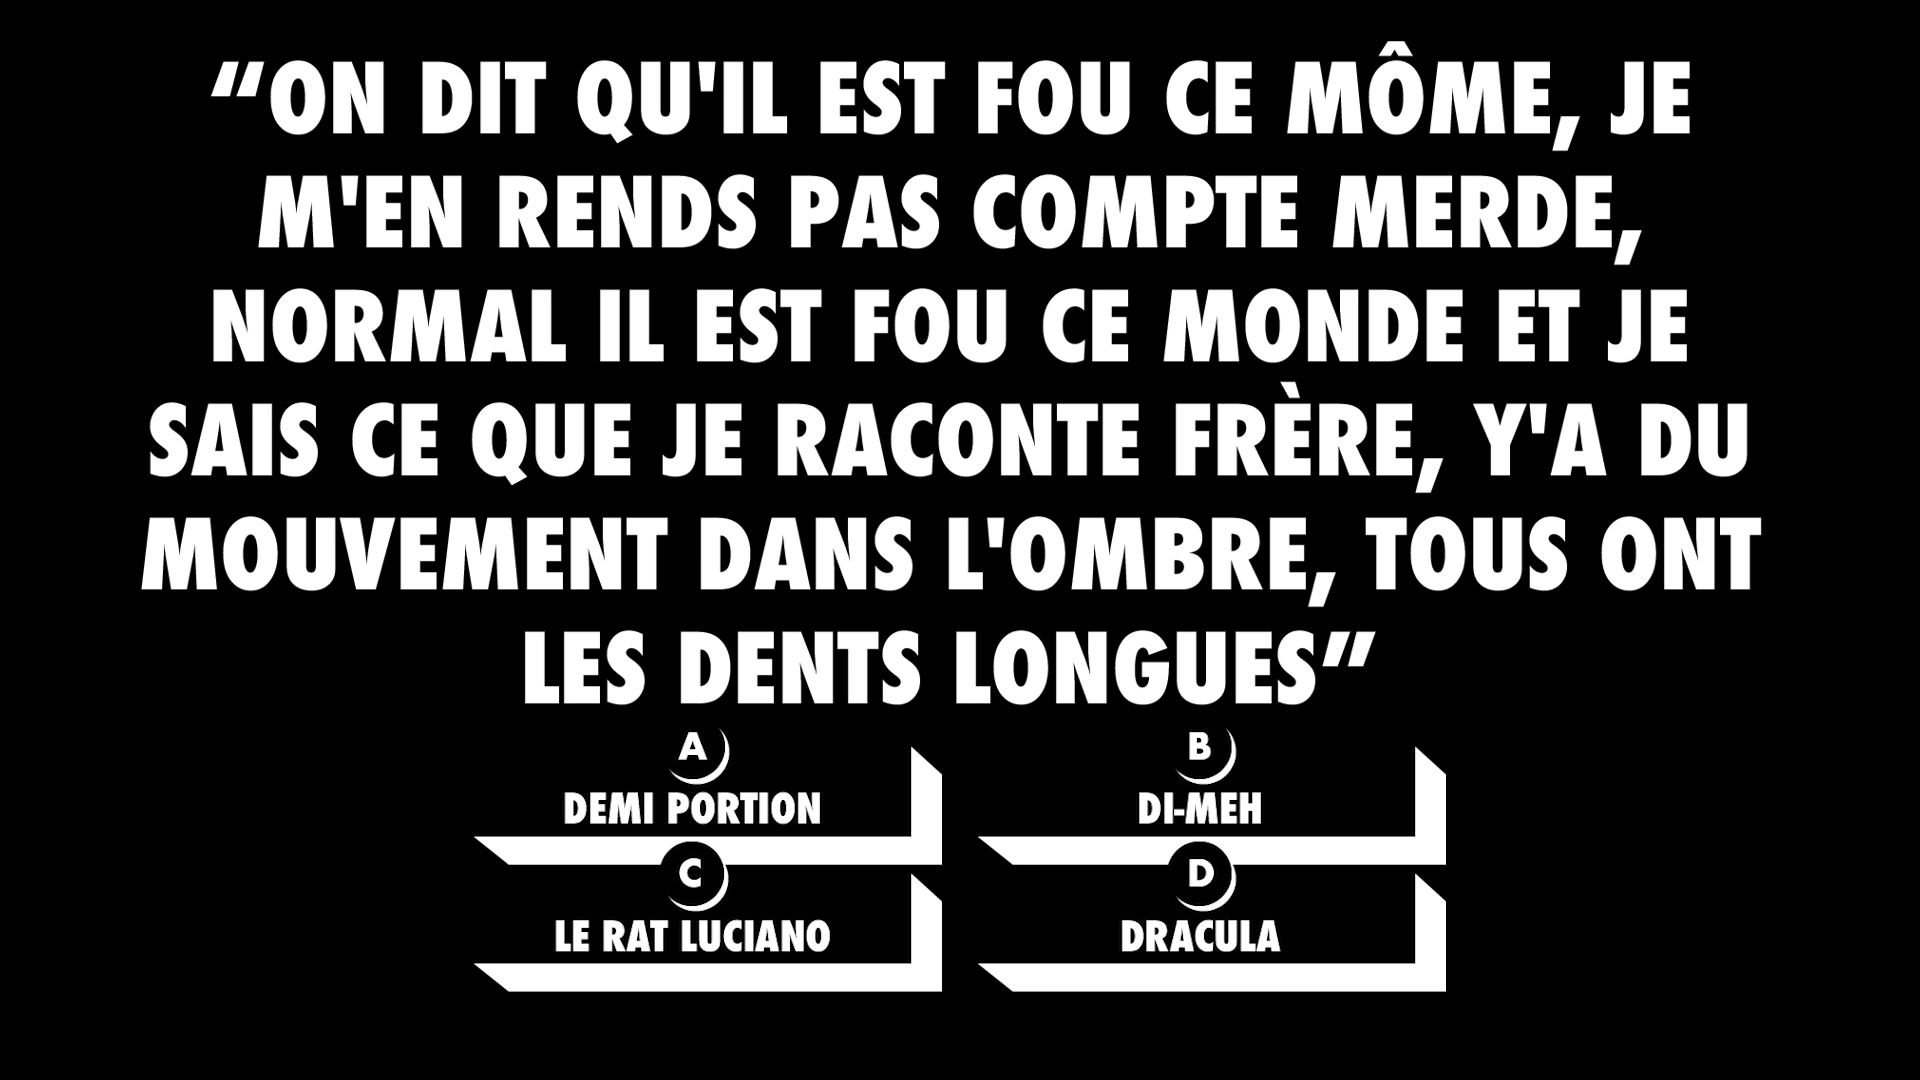 “ON DIT QU'IL EST FOU CE MÔME, JE
M'EN RENDS PAS COMPTE MERDE,
NORMAL IL EST FOU CE MONDE ET JE
SAIS CE QUE JE RACONTE FRÈRE, Y'A DU
MOUVEMENT DANS L'OMBRE, TOUS ONT
LES DENTS LONGUES”
A
DEMI PORTION
B
DI-MEH
C
LE RAT LUCIANO
D
DRACULA